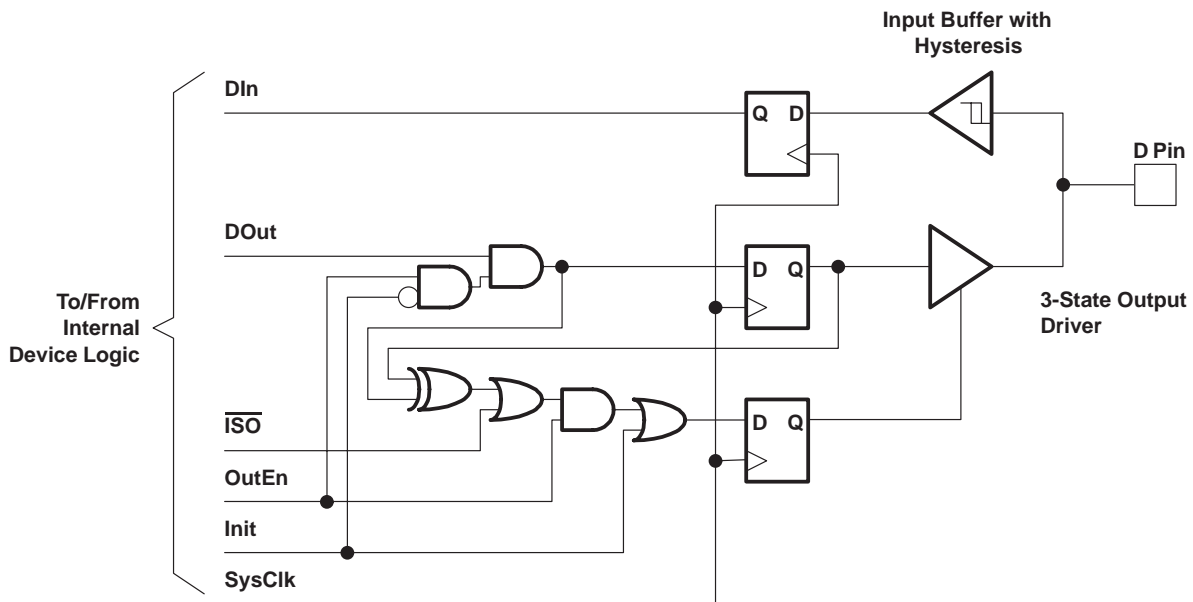 Input Buffer with
Hysteresis
DIn
Q D
D Pin
DOut
D Q
To/From
Internal
Device Logic
3-State Output
Driver
D Q
ISO
OutEn
Init
SysClk